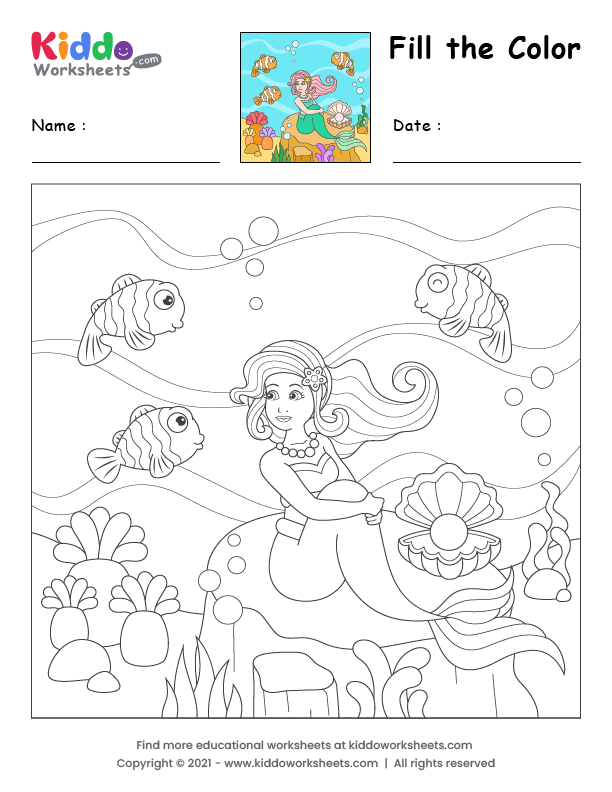 Kiddo
Worksheets.com
Fill the Color
Name :
Date :
Find more educational worksheets at kiddoworksheets.com
Copyright © 2021 - www.kiddoworksheets.com | All rights reserved